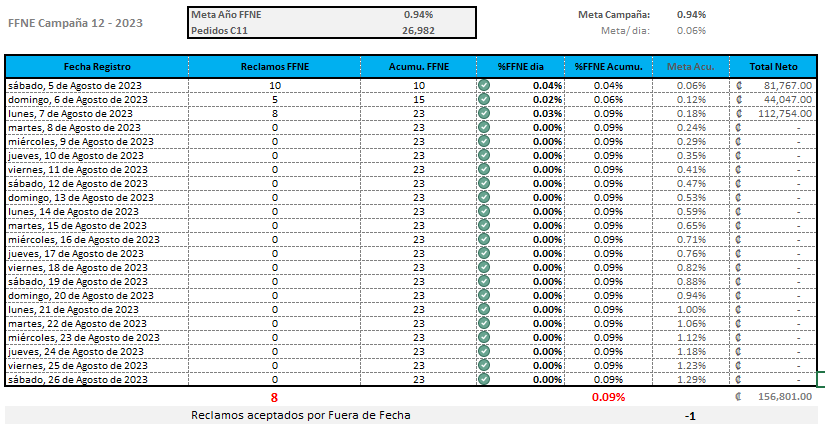 FFNE Campaña 12 - 2023
Meta Año FFNE 0.94%
Pedidos C11 26,982
Meta Campaña: 0.94%
Meta/ dia: 0.06%
Fecha Registro Reclamos FFNE Acumu. FFNE %FFNE dia %FFNE Acumu. Meta Acu. Total Neto
sábado, 5 de Agosto de 2023 10 10 0.04% 0.04% 0.06% ₡ 81,767.00
domingo, 6 de Agosto de 2023 5 15 0.02% 0.06% 0.12% ₡ 44,047.00
lunes, 7 de Agosto de 2023 8 23 0.03% 0.09% 0.18% ₡ 112,754.00
martes, 8 de Agosto de 2023 0 23 0.00% 0.09% 0.24% ₡ -
miércoles, 9 de Agosto de 2023 0 23 0.00% 0.09% 0.29% ₡ -
jueves, 10 de Agosto de 2023 0 23 0.00% 0.09% 0.35% ₡ -
viernes, 11 de Agosto de 2023 0 23 0.00% 0.09% 0.41% ₡ -
sábado, 12 de Agosto de 2023 0 23 0.00% 0.09% 0.47% ₡ -
domingo, 13 de Agosto de 2023 0 23 0.00% 0.09% 0.53% ₡ -
lunes, 14 de Agosto de 2023 0 23 0.00% 0.09% 0.59% ₡ -
martes, 15 de Agosto de 2023 0 23 0.00% 0.09% 0.65% ₡ -
miércoles, 16 de Agosto de 2023 0 23 0.00% 0.09% 0.71% ₡ -
jueves, 17 de Agosto de 2023 0 23 0.00% 0.09% 0.76% ₡ -
viernes, 18 de Agosto de 2023 0 23 0.00% 0.09% 0.82% ₡ -
sábado, 19 de Agosto de 2023 0 23 0.00% 0.09% 0.88% ₡ -
domingo, 20 de Agosto de 2023 0 23 0.00% 0.09% 0.94% ₡ -
lunes, 21 de Agosto de 2023 0 23 0.00% 0.09% 1.00% ₡ -
martes, 22 de Agosto de 2023 0 23 0.00% 0.09% 1.06% ₡ -
miércoles, 23 de Agosto de 2023 0 23 0.00% 0.09% 1.12% ₡ -
jueves, 24 de Agosto de 2023 0 23 0.00% 0.09% 1.18% ₡ -
viernes, 25 de Agosto de 2023 0 23 0.00% 0.09% 1.23% ₡ -
sábado, 26 de Agosto de 2023 0 23 0.00% 0.09% 1.29% ₡ -
8 0.09% ₡ 156,801.00
Reclamos aceptados por Fuera de Fecha -1